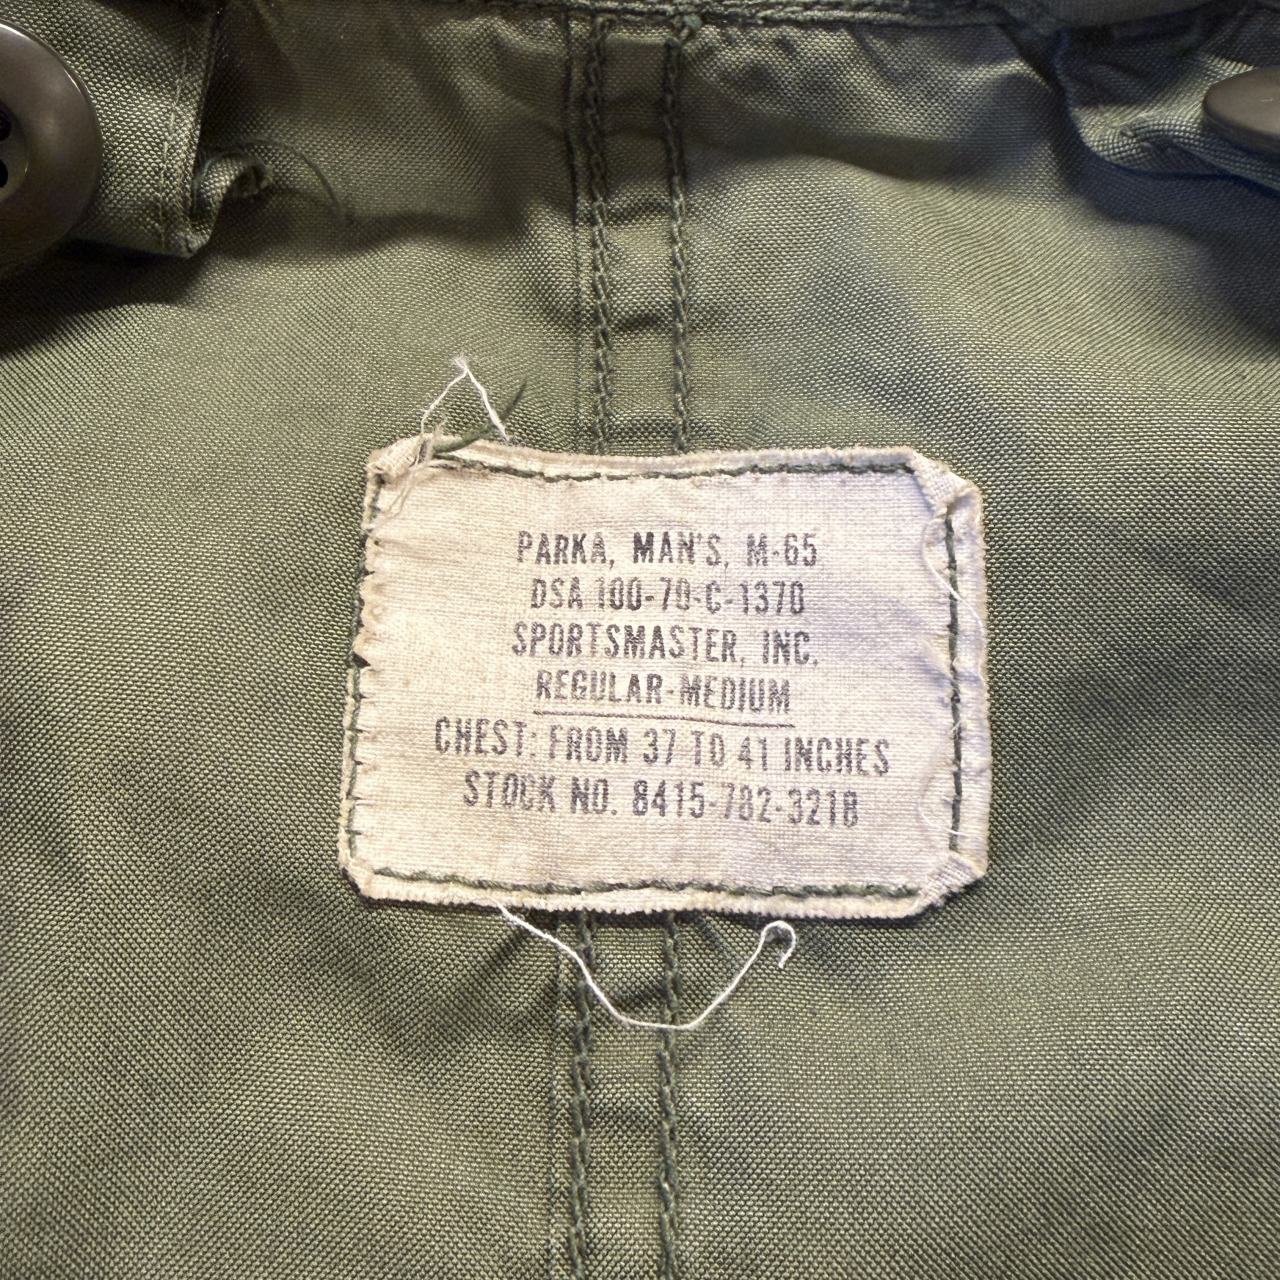 PARKA, MAN'S, M-65
DSA 100-70-C-1370
SPORTSMASTER, INC.
REGULAR-MEDIUM
CHEST: FROM 37 TO 41 INCHES
STOCK NO. 8415-782-3218